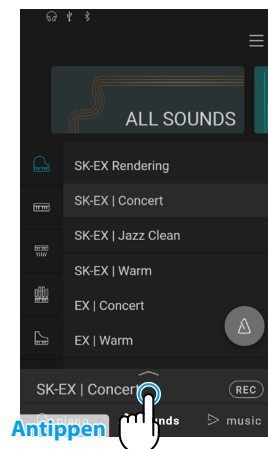 ALL SOUNDS
SK-EX Rendering
SK-EX | Concert
SK-EX | Jazz Clean
SK-EX | Warm
EX | Concert
EX | Warm
SK-EX | Concert
REC
Antippen
music